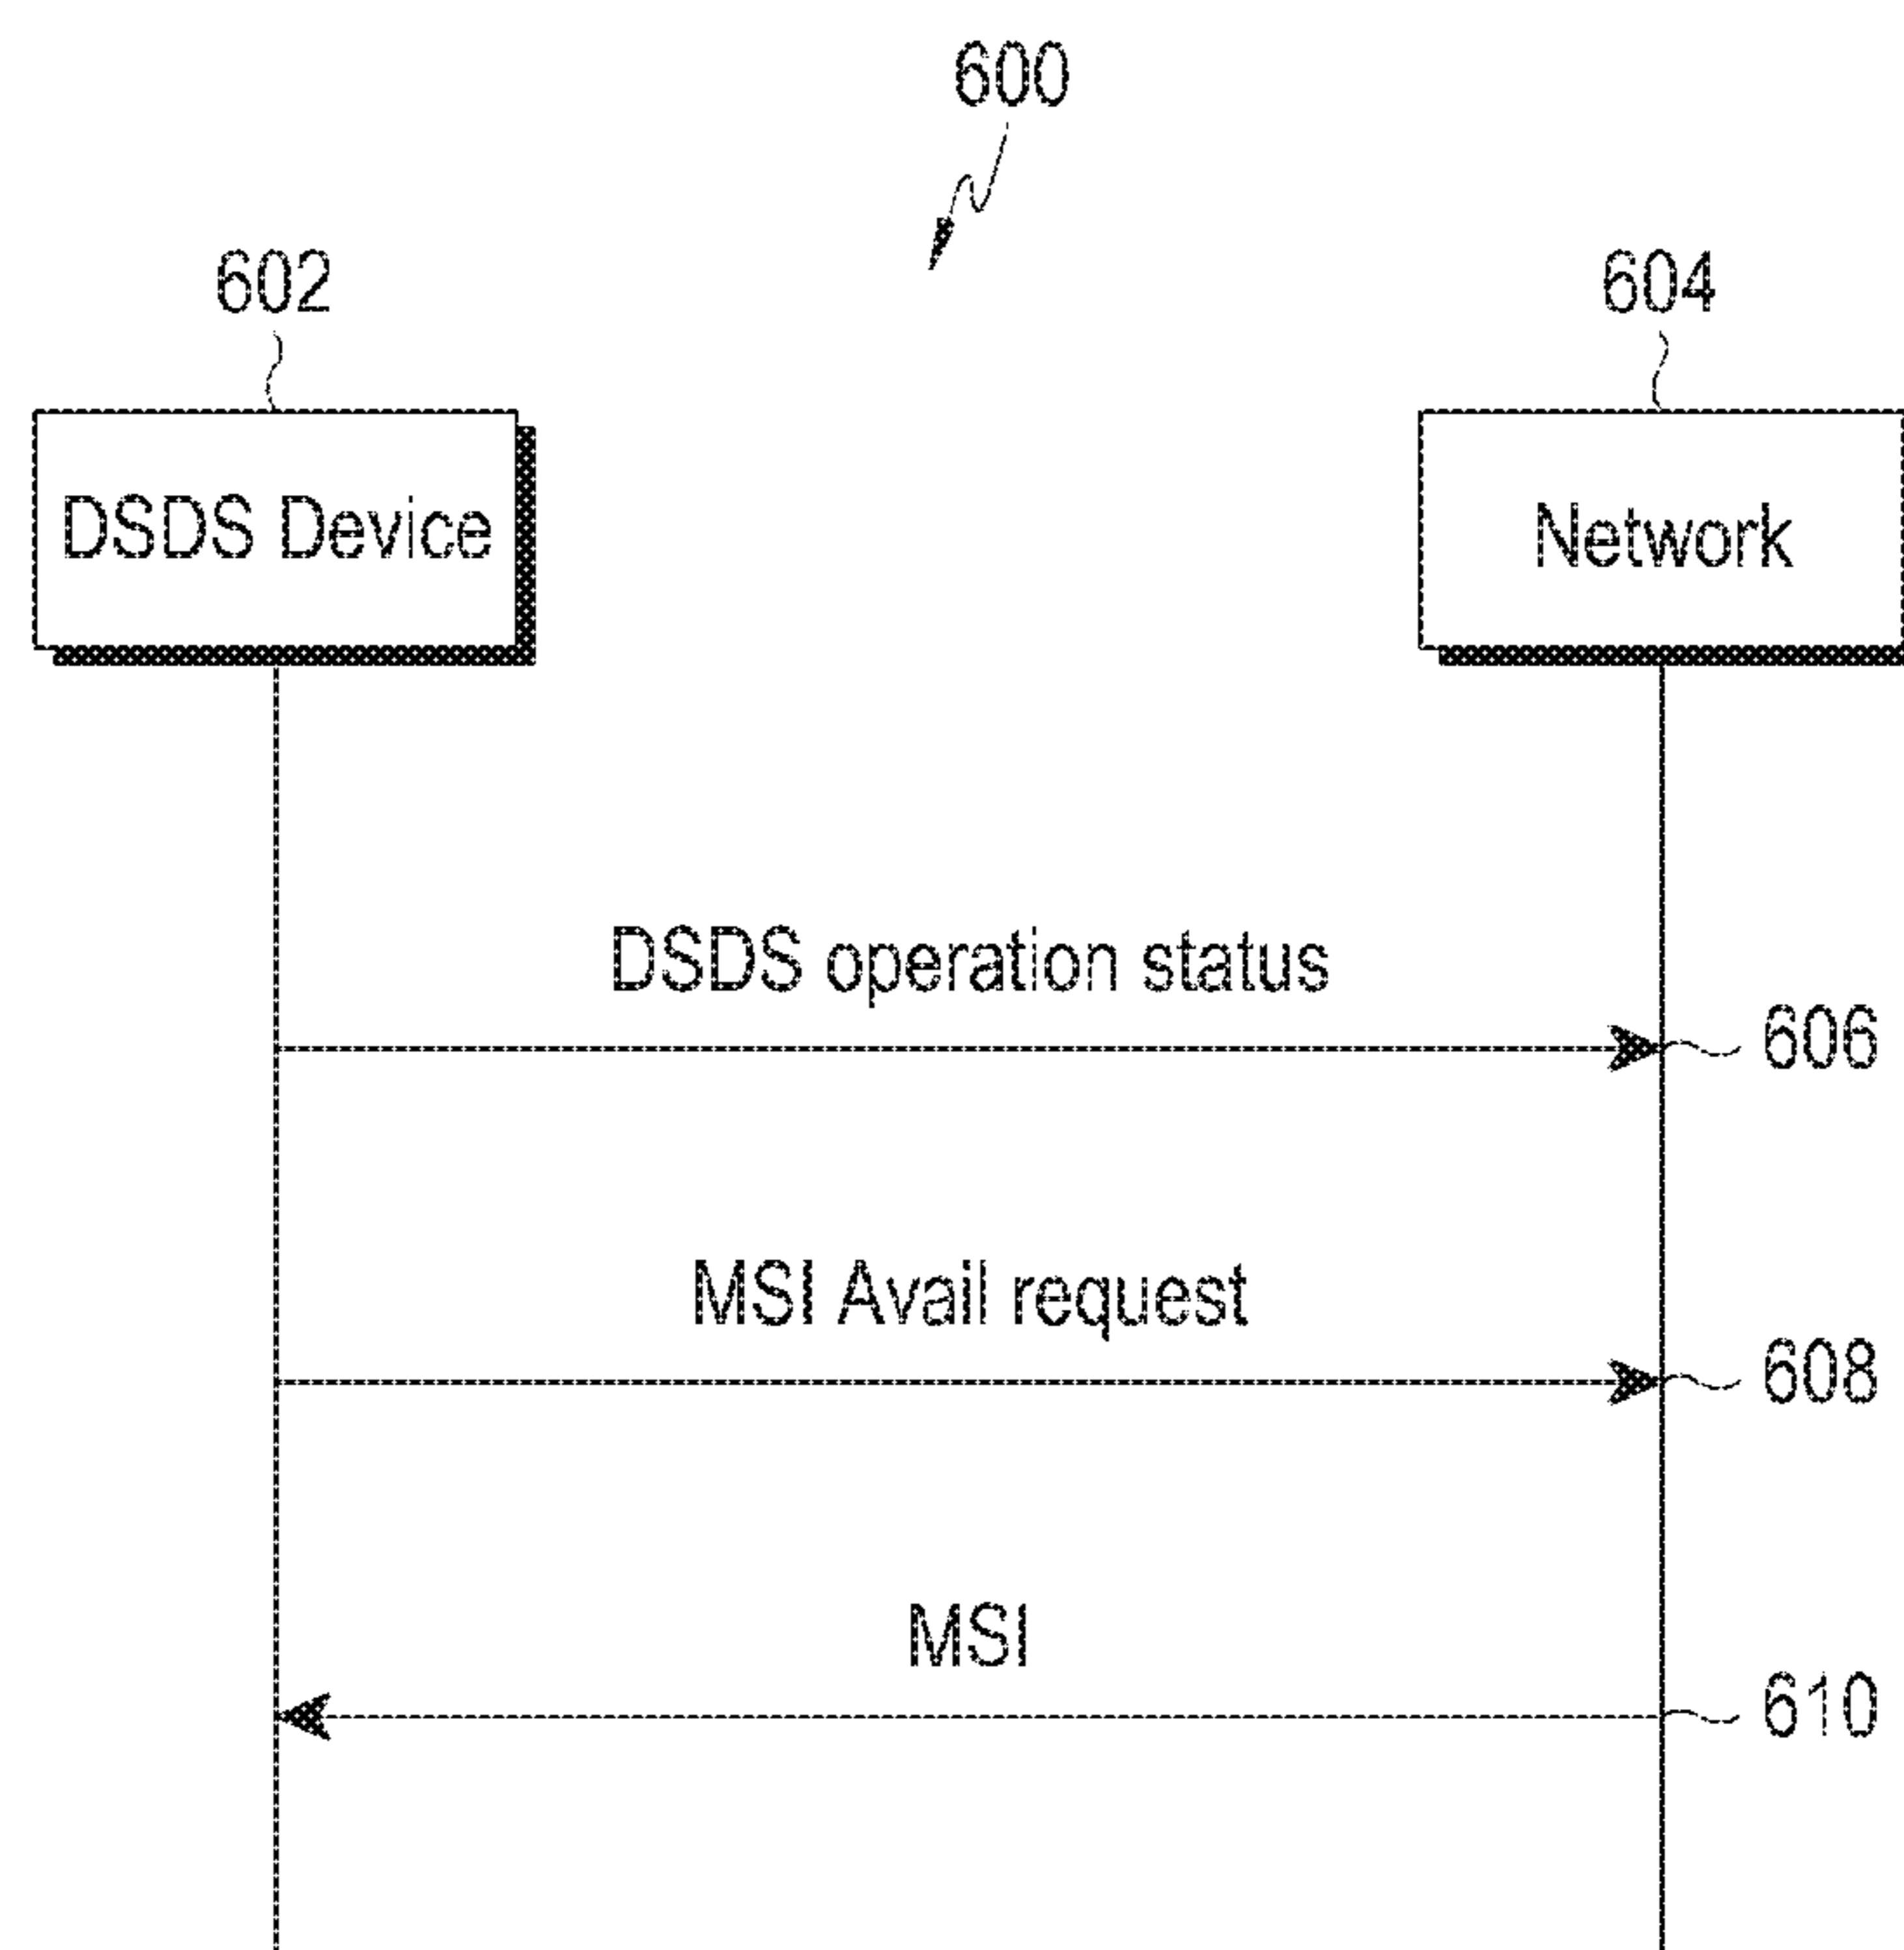 600
602
604
DSDS Device
Network
DSDS operation status
606
MSI Avail request
608
MSI
610